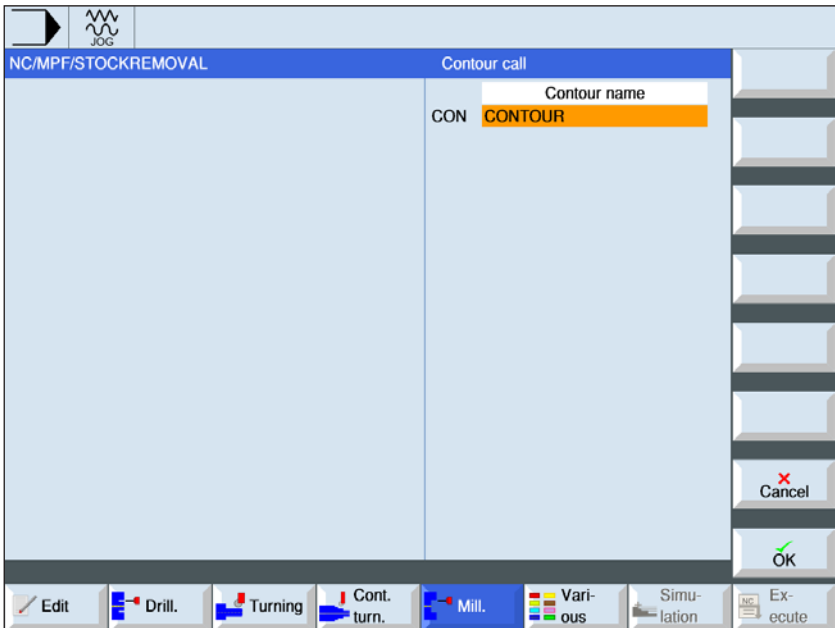 JOG
NC/MPF/STOCKREMOVAL
Contour call
Contour name
CON CONTOUR
Cancel
OK
Edit
Drill.
Turning
Cont.
turn.
Mill.
Vari-
ous
Simu-
lation
NC
Ex-
ecute